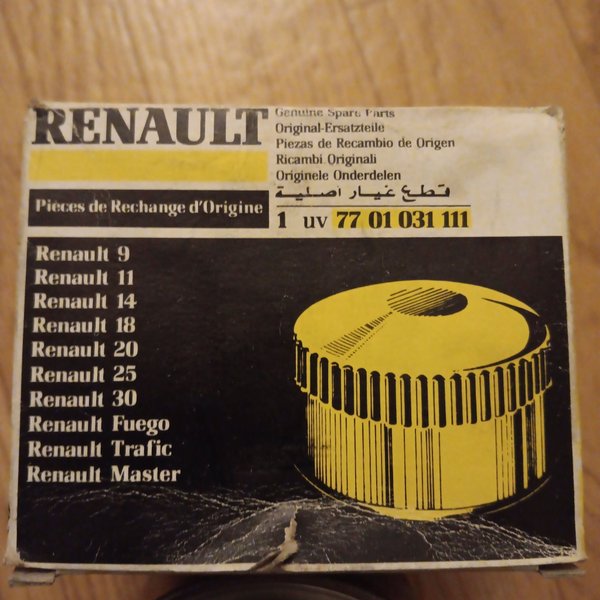 RENAULT
Genuine Spare Parts
Original-Ersatzteile
Piezas de Recambio de Origen
Ricambi Originali
Originele Onderdelen
قطع غيار اصلية
Pièces de Rechange d'Origine
1 uv 77 01 031 111
Renault 9
Renault 11
Renault 14
Renault 18
Renault 20
Renault 25
Renault 30
Renault Fuego
Renault Trafic
Renault Master